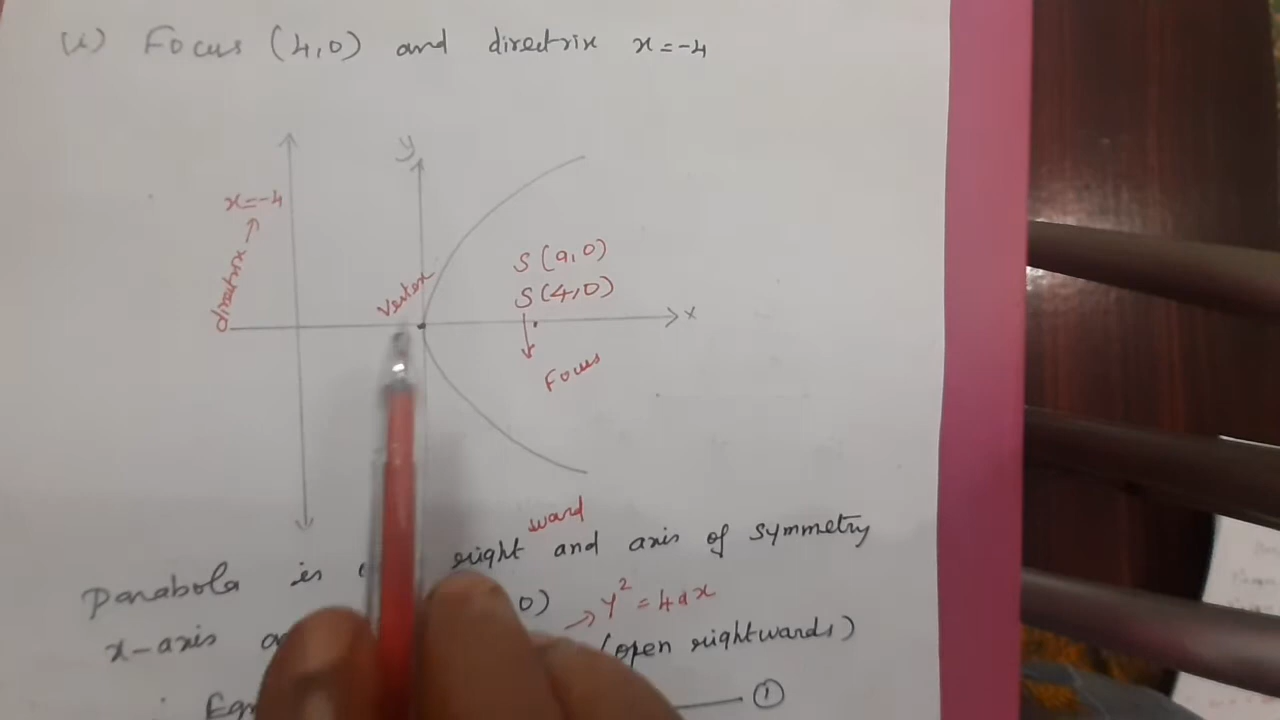 Focus (4,0) and directrix x=-4
y
x=-4
directrix
vertex
S(a,0)
S(4,0)
x
Focus
ward
Parabola is right and axis of symmetry
x-axis 0) → y² = 4ax
(open rightwards)
Eqn ①